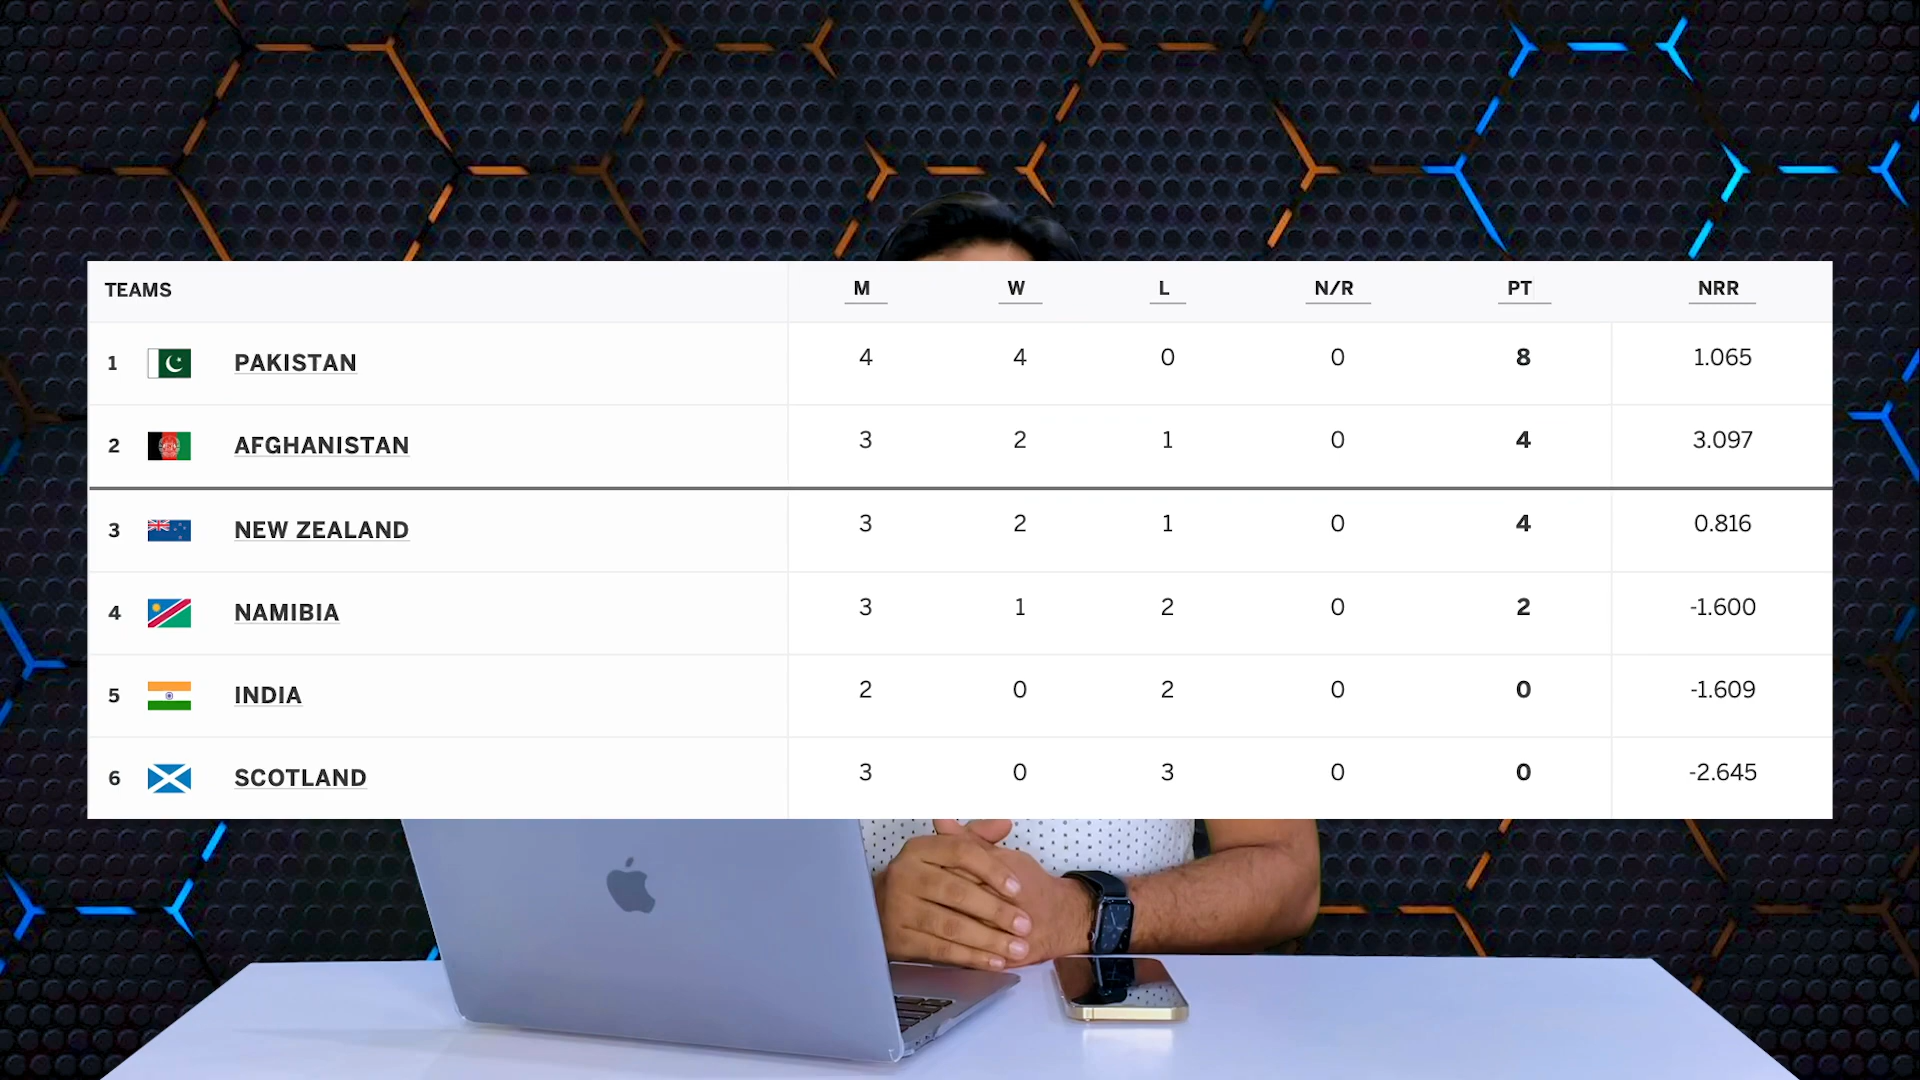 TEAMS M W L N/R PT NRR
1 PAKISTAN 4 4 0 0 8 1.065
2 AFGHANISTAN 3 2 1 0 4 3.097
3 NEW ZEALAND 3 2 1 0 4 0.816
4 NAMIBIA 3 1 2 0 2 -1.600
5 INDIA 2 0 2 0 0 -1.609
6 SCOTLAND 3 0 3 0 0 -2.645